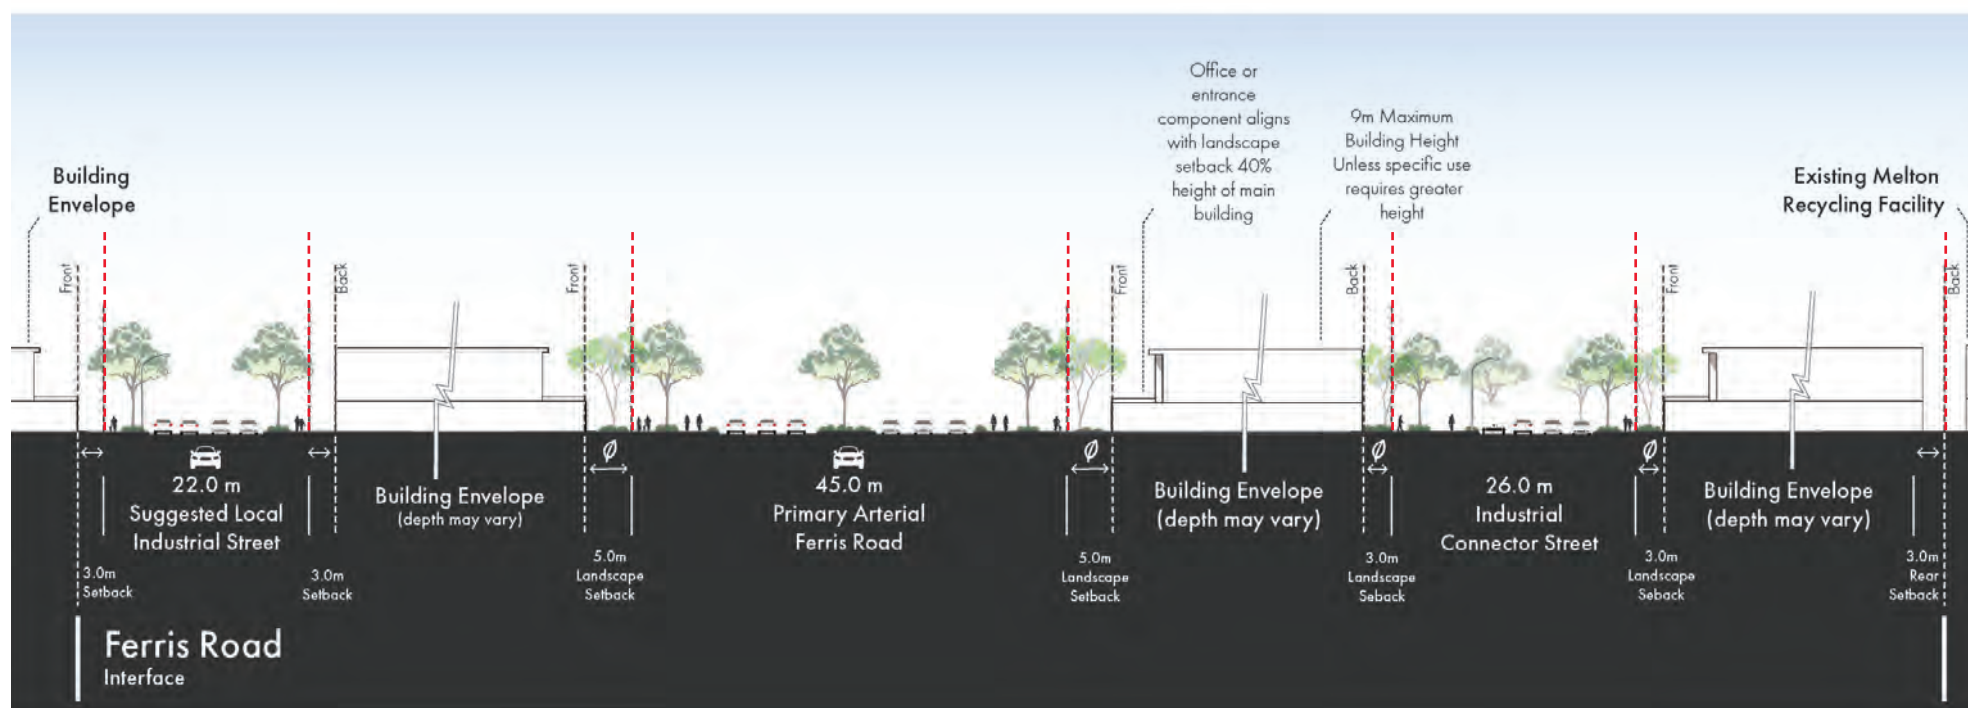 Office or
entrance
component aligns
with landscape
setback 40%
height of main
building
9m Maximum
Building Height
Unless specific use
requires greater
height
Building
Envelope
Existing Melton
Recycling Facility
Front
Back
Front
Front
Back
Front
Back
22.0 m
Suggested Local
Industrial Street
Building Envelope
(depth may vary)
45.0 m
Primary Arterial
Ferris Road
Building Envelope
(depth may vary)
26.0 m
Industrial
Connector Street
Building Envelope
(depth may vary)
3.0m
Setback
3.0m
Setback
5.0m
Landscape
Setback
5.0m
Landscape
Setback
3.0m
Landscape
Seback
3.0m
Landscape
Setback
3.0m
Rear
Setback
Ferris Road
Interface